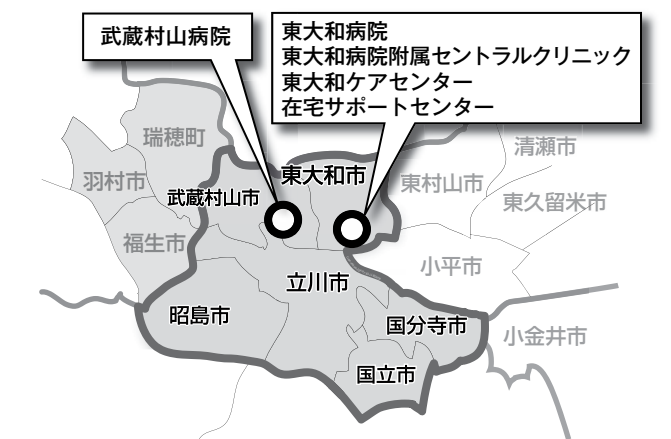 武蔵村山病院
東大和病院
東大和病院附属セントラルクリニック
東大和ケアセンター
在宅サポートセンター
瑞穂町
清瀬市
羽村市
武蔵村山市
東大和市
東村山市
東久留米市
福生市
立川市
小平市
昭島市
国分寺市
小金井市
国立市